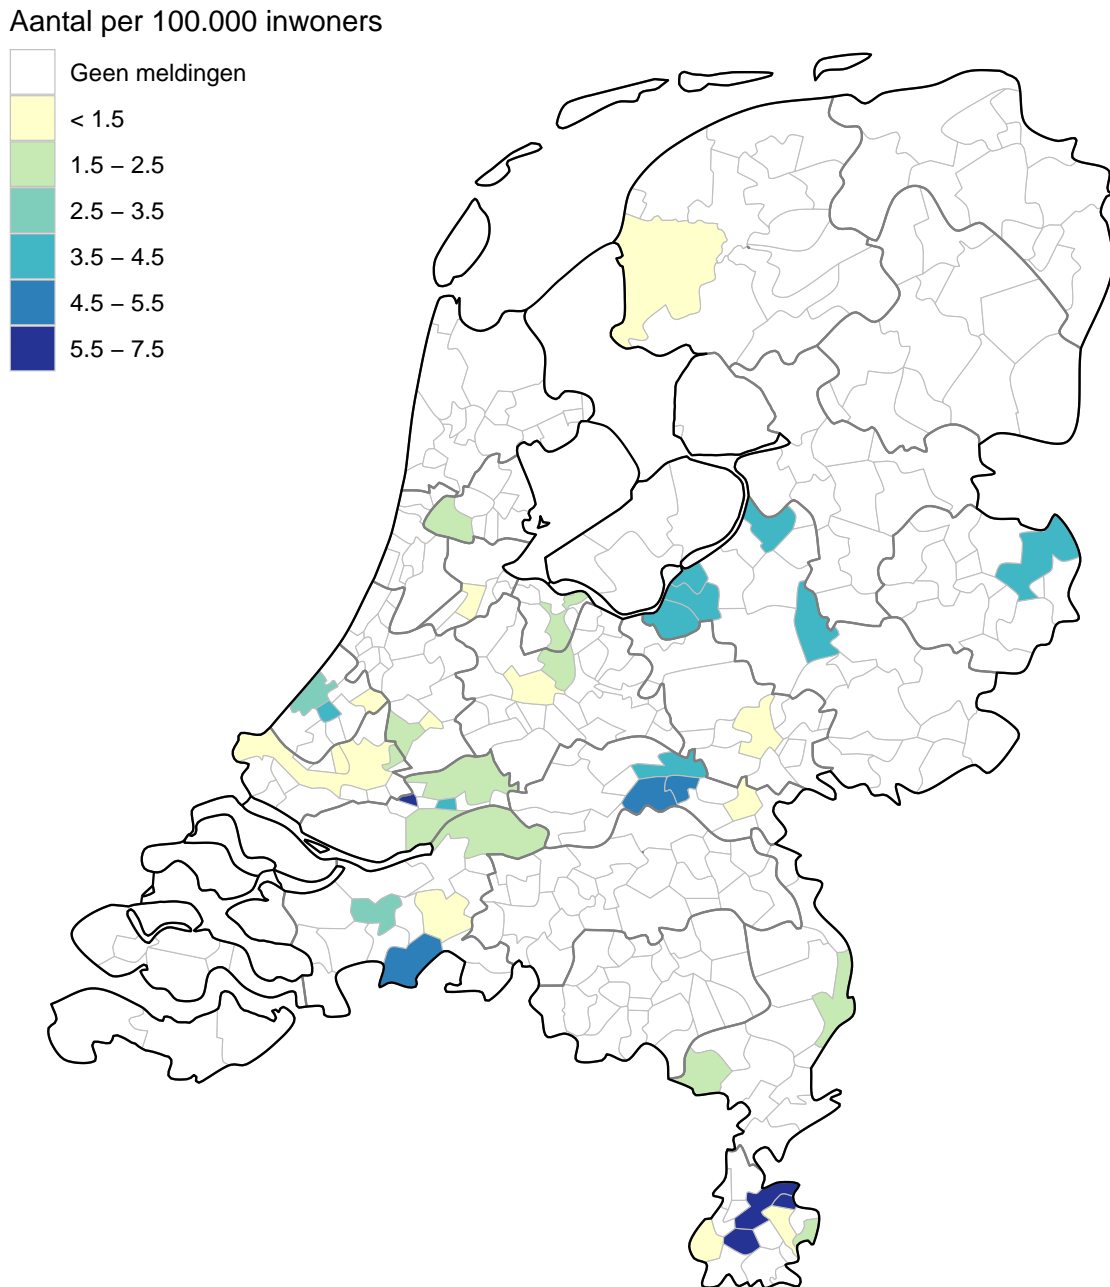 Aantal per 100.000 inwoners
Geen meldingen
< 1.5
1.5 – 2.5
2.5 – 3.5
3.5 – 4.5
4.5 – 5.5
5.5 – 7.5